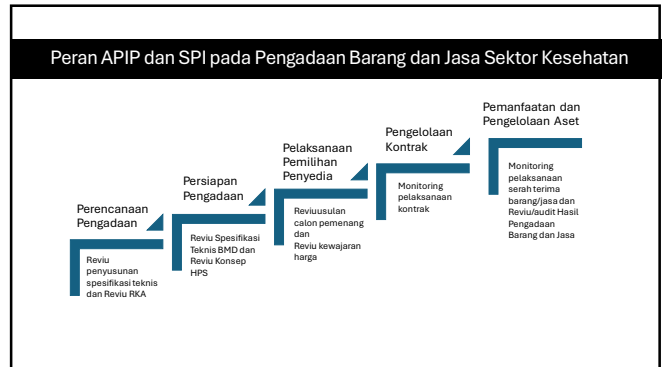 Peran APIP dan SPI pada Pengadaan Barang dan Jasa Sektor Kesehatan
Perencanaan
Pengadaan
Reviu
penyusunan
spesifikasi teknis
dan Reviu RKA
Persiapan
Pengadaan
Reviu Spesifikasi
Teknis BMD dan
Reviu Konsep
HPS
Pelaksanaan
Pemilihan
Penyedia
Reviuusulan
calon pemenang
dan
Reviu kewajaran
harga
Pengelolaan
Kontrak
Monitoring
pelaksanaan
kontrak
Pemanfaatan dan
Pengelolaan Aset
Monitoring
pelaksanaan
serah terima
barang/jasa dan
Reviu/audit Hasil
Pengadaan
Barang dan Jasa